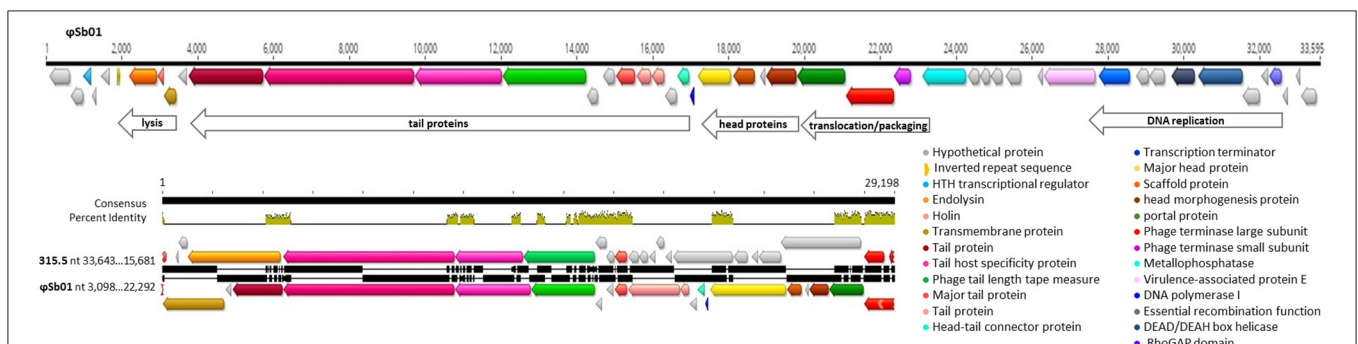 φSb01
1 2,000 4,000 6,000 8,000 10,000 12,000 14,000 16,000 18,000 20,000 22,000 24,000 26,000 28,000 30,000 32,000 33,595
lysis
tail proteins
head proteins
translocation/packaging
DNA replication
1 29,198
Consensus
Percent Identity
315.5 nt 33,643...15,681
φSb01 nt 3,098...22,292
Hypothetical protein
Inverted repeat sequence
HTH transcriptional regulator
Endolysin
Holin
Transmembrane protein
Tail protein
Tail host specificity protein
Phage tail length tape measure
Major tail protein
Tail protein
Head-tail connector protein
Transcription terminator
Major head protein
Scaffold protein
head morphogenesis protein
portal protein
Phage terminase large subunit
Phage terminase small subunit
Metallophosphatase
Virulence-associated protein E
DNA polymerase I
Essential recombination function
DEAD/DEAH box helicase
RhoGAP domain